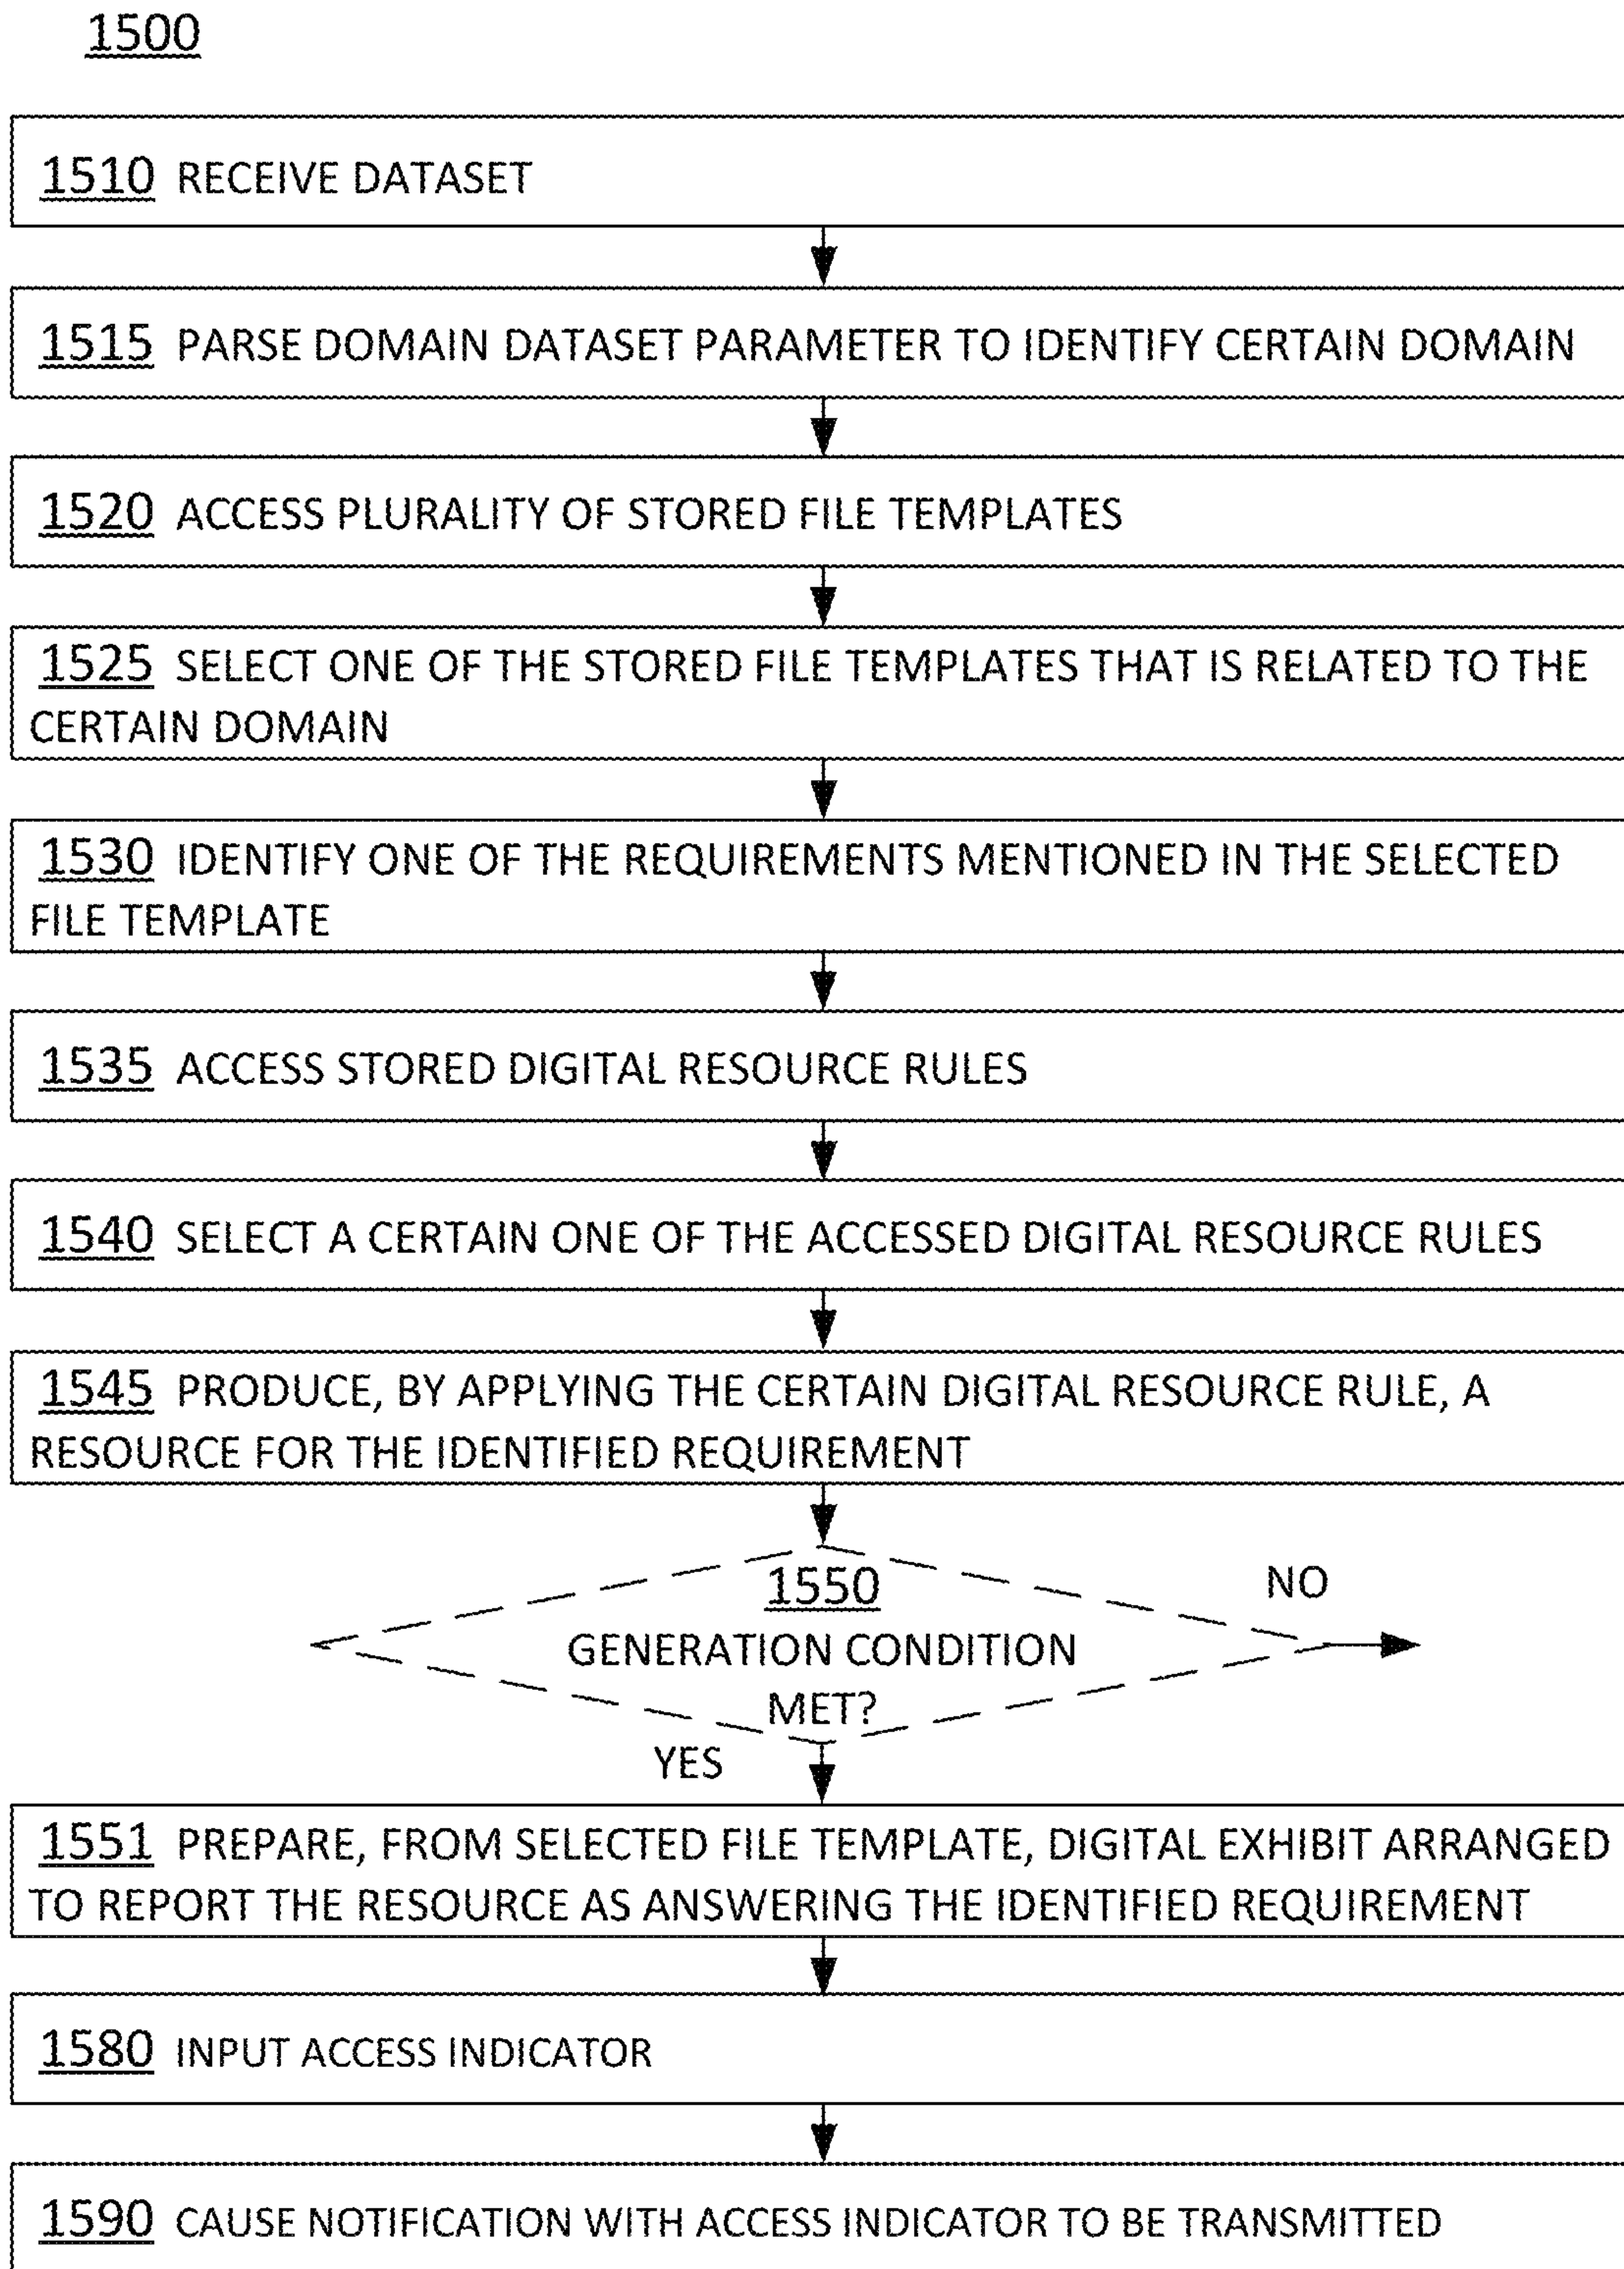 1500
1510 RECEIVE DATASET
1515 PARSE DOMAIN DATASET PARAMETER TO IDENTIFY CERTAIN DOMAIN
1520 ACCESS PLURALITY OF STORED FILE TEMPLATES
1525 SELECT ONE OF THE STORED FILE TEMPLATES THAT IS RELATED TO THE
CERTAIN DOMAIN
1530 IDENTIFY ONE OF THE REQUIREMENTS MENTIONED IN THE SELECTED
FILE TEMPLATE
1535 ACCESS STORED DIGITAL RESOURCE RULES
1540 SELECT A CERTAIN ONE OF THE ACCESSED DIGITAL RESOURCE RULES
1545 PRODUCE, BY APPLYING THE CERTAIN DIGITAL RESOURCE RULE, A
RESOURCE FOR THE IDENTIFIED REQUIREMENT
1550
NO
GENERATION CONDITION
MET?
YES
1551 PREPARE, FROM SELECTED FILE TEMPLATE, DIGITAL EXHIBIT ARRANGED
TO REPORT THE RESOURCE AS ANSWERING THE IDENTIFIED REQUIREMENT
1580 INPUT ACCESS INDICATOR
1590 CAUSE NOTIFICATION WITH ACCESS INDICATOR TO BE TRANSMITTED